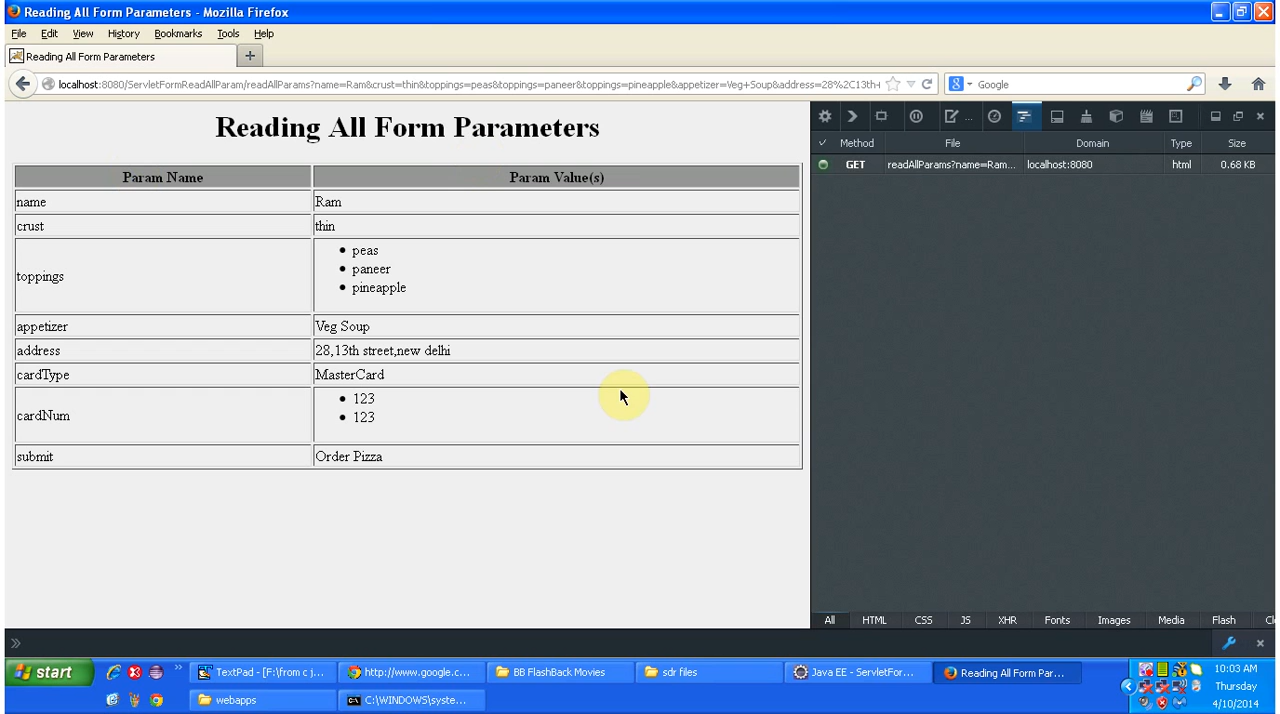 Reading All Form Parameters - Mozilla Firefox
File Edit View History Bookmarks Tools Help
Reading All Form Parameters
localhost:8080/ServletFormReadAllParam/readAllParams?name=Ram&crust=thin&toppings=peas&toppings=paneer&toppings=pineapple&appetizer=Veg+Soup&address=28%2C13th-
Google
Reading All Form Parameters
Param Name Param Value(s)
name Ram
crust thin
toppings
• peas
• paneer
• pineapple
appetizer Veg Soup
address 28,13th street,new delhi
cardType MasterCard
cardNum
• 123
• 123
submit Order Pizza
Method File Domain Type Size
GET readAllParams?name=Ram... localhost:8080 html 0.68 KB
All HTML CSS JS XHR Fonts Images Media Flash
start
TextPad - [F:\from c j...
http://www.google.c...
BB FlashBack Movies
sdr files
Java EE - ServletFor...
Reading All Form Par...
webapps
C:\WINDOWS\syste...
10:03 AM
Thursday
4/10/2014